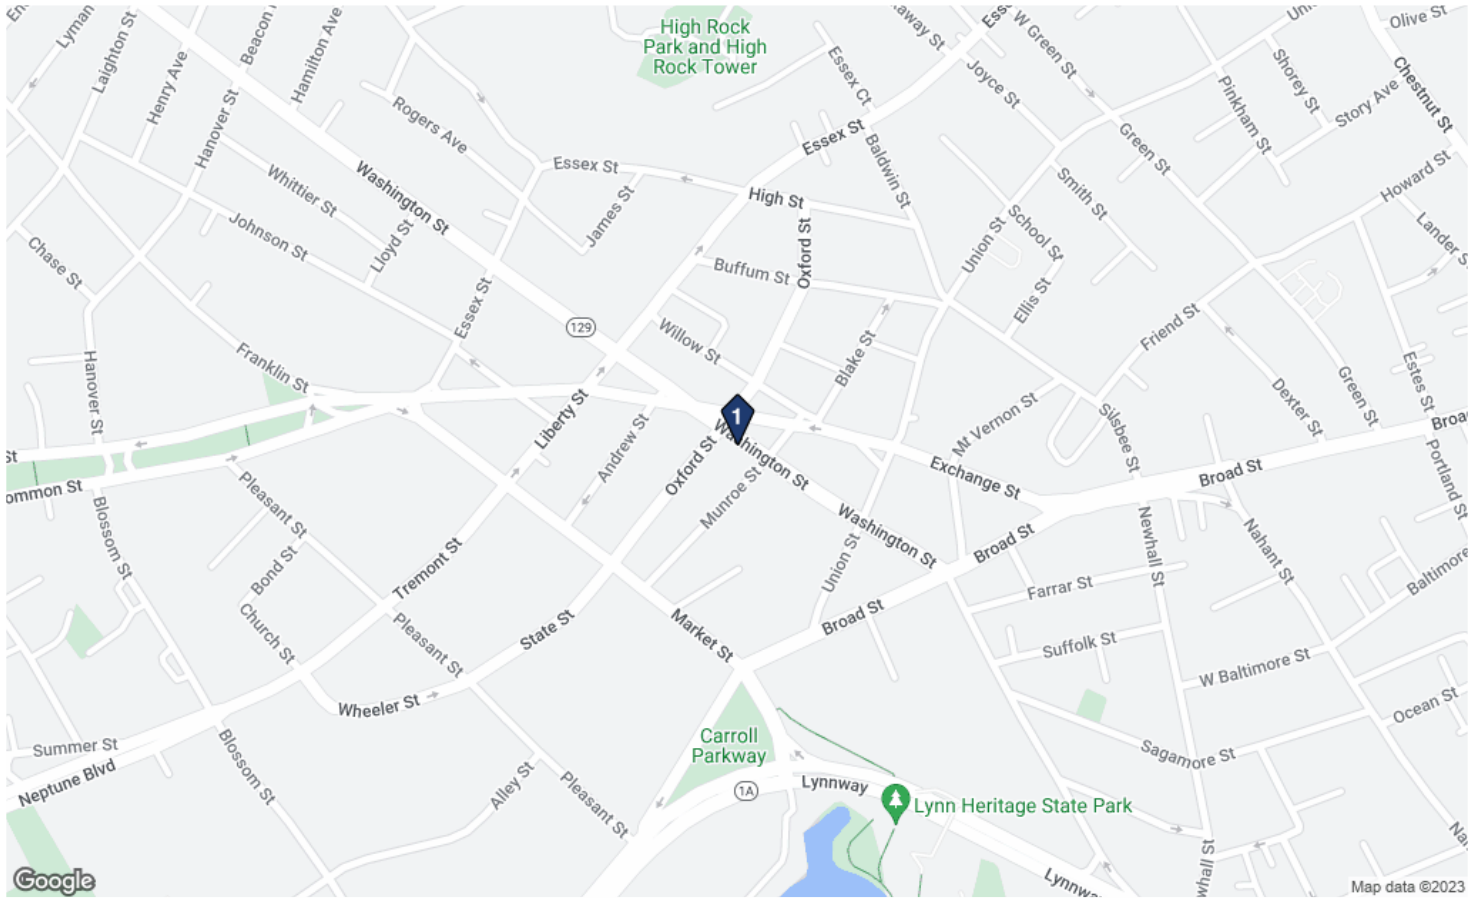 Lyman
Laighton St
Henry Ave
Beacon
Hamilton Ave
Hanover St
High Rock
Park and High
Rock Tower
Essex Ct
W Green St
Joyce St
Shorey St
Pinkham St
Story Ave
Olive St
Chestnut St
Rogers Ave
Washington St
Whittier St
Essex St
Essex St
Baldwin St
Green St
Howard St
Lander St
Smith St
School St
Union St
High St
James St
Oxford St
Buffum St
Lloyd St
Johnson St
Chase St
Essex St
129
Willow St
Blake St
Ellis St
Friend St
Franklin St
Hanover St
Liberty St
Andrew St
1
Oxford St
Washington St
Munroe St
Mt Vernon St
Silsbee St
Dexter St
Green St
Estes St
Portland St
St
Exchange St
Broad St
Broad St
Washington St
Union St
Newhall St
Nahant St
Baltimore
Pleasant St
Blossom St
Bond St
Church St
Tremont St
Pleasant St
State St
Market St
Broad St
Farrar St
Suffolk St
W Baltimore St
Ocean St
Sagamore St
Wheeler St
Summer St
Neptune Blvd
Blossom St
Alley St
Pleasant St
Carroll
Parkway
1A
Lynnway
Lynn Heritage State Park
Google
Map data ©2023